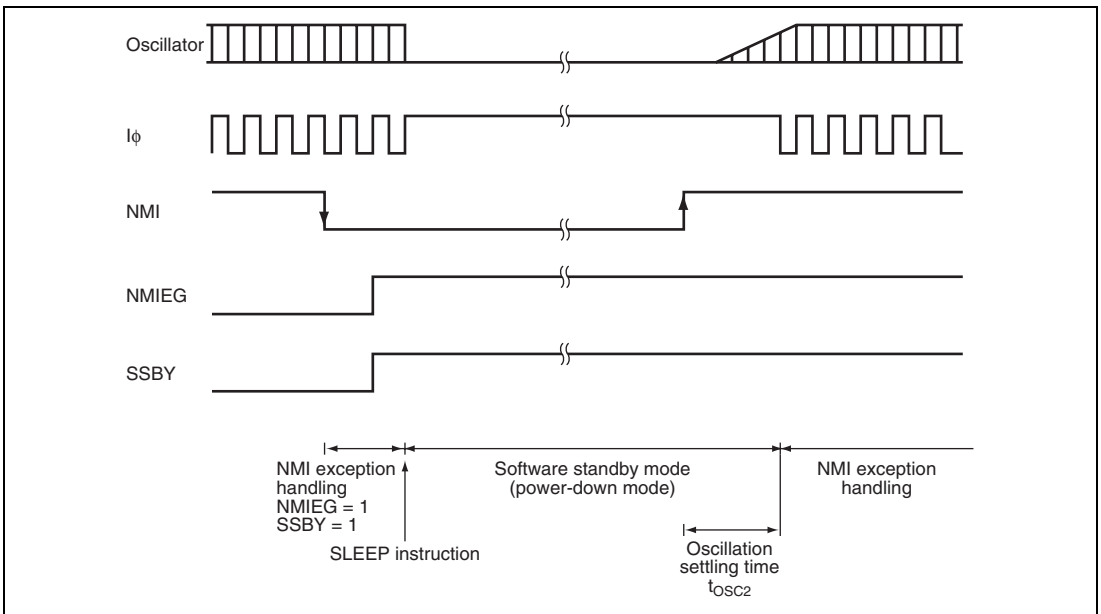 Oscillator
Iϕ
NMI
NMIEG
SSBY
NMI exception
handling
NMIEG = 1
SSBY = 1
SLEEP instruction
Software standby mode
(power-down mode)
NMI exception
handling
Oscillation
settling time
tOSC2